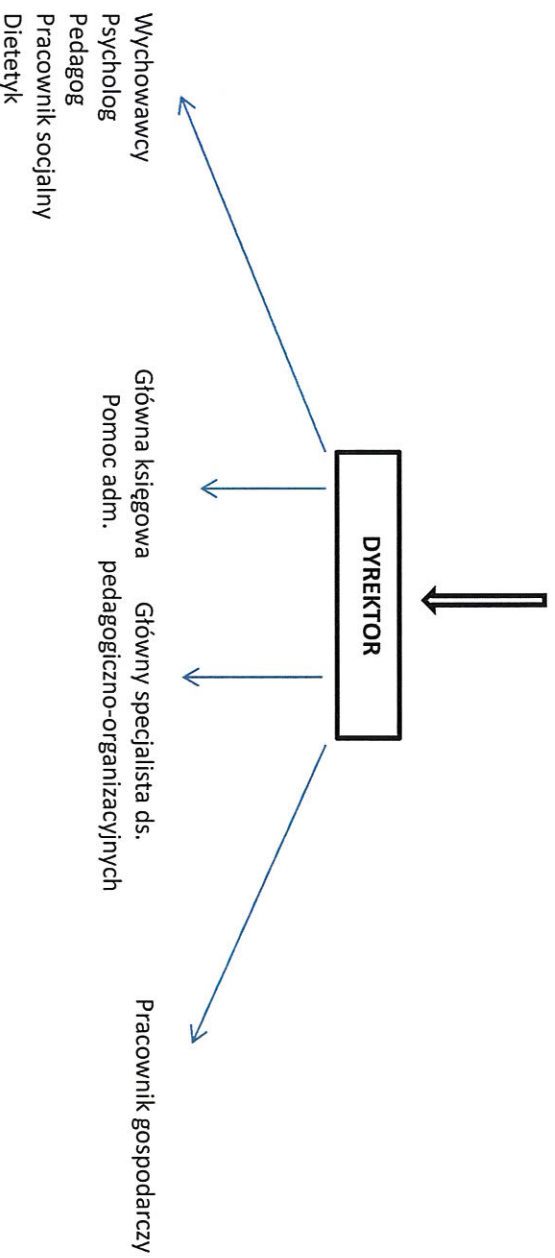 DYREKTOR
Wychowawcy
Psycholog
Pedagog
Pracownik socjalny
Dietetyk
Główna księgowa
Pomoc adm.
Główny specjalista ds.
pedagogiczno-organizacyjnych
Pracownik gospodarczy